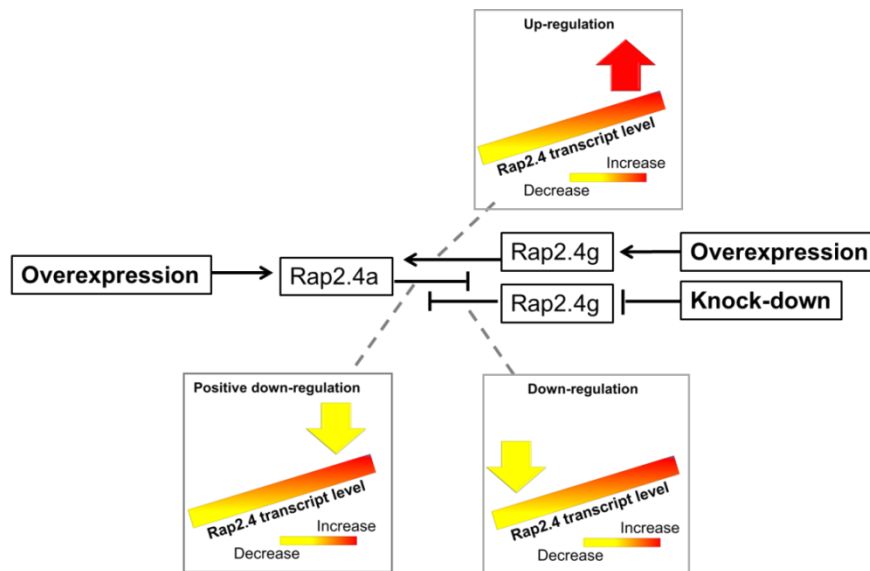 Up-regulation
Rap2.4 transcript level
Increase
Decrease
Overexpression
Rap2.4a
Rap2.4g
Overexpression
Rap2.4g
Knock-down
Positive down-regulation
Rap2.4 transcript level
Increase
Decrease
Down-regulation
Rap2.4 transcript level
Increase
Decrease